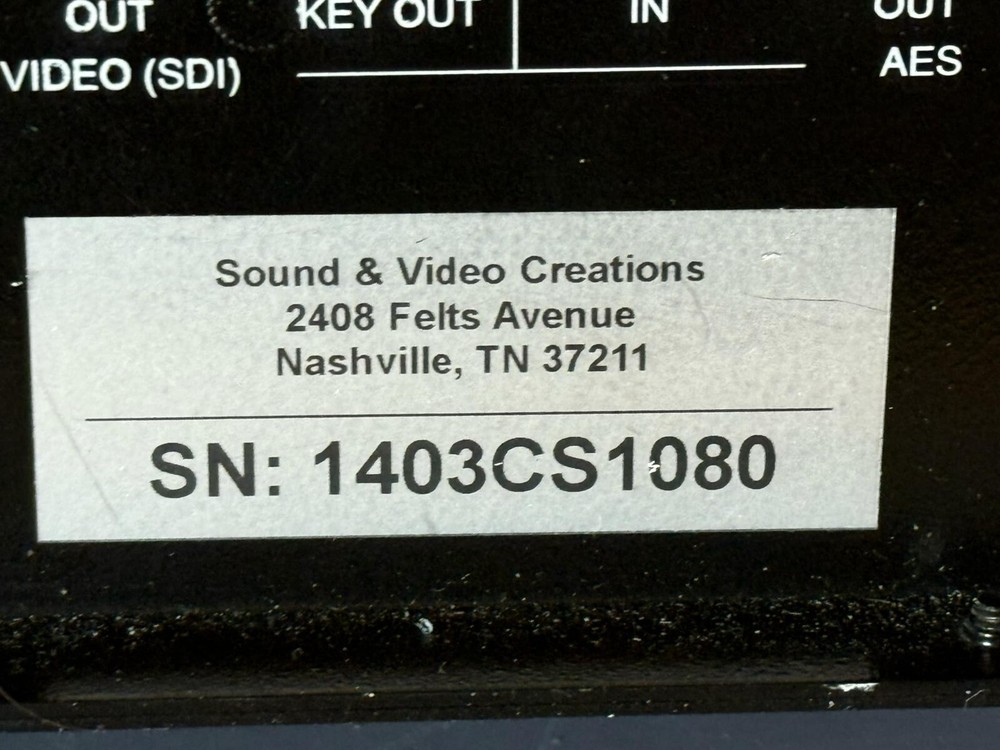 OUT KEY OUT IN OUT
VIDEO (SDI) AES
Sound & Video Creations
2408 Felts Avenue
Nashville, TN 37211
SN: 1403CS1080